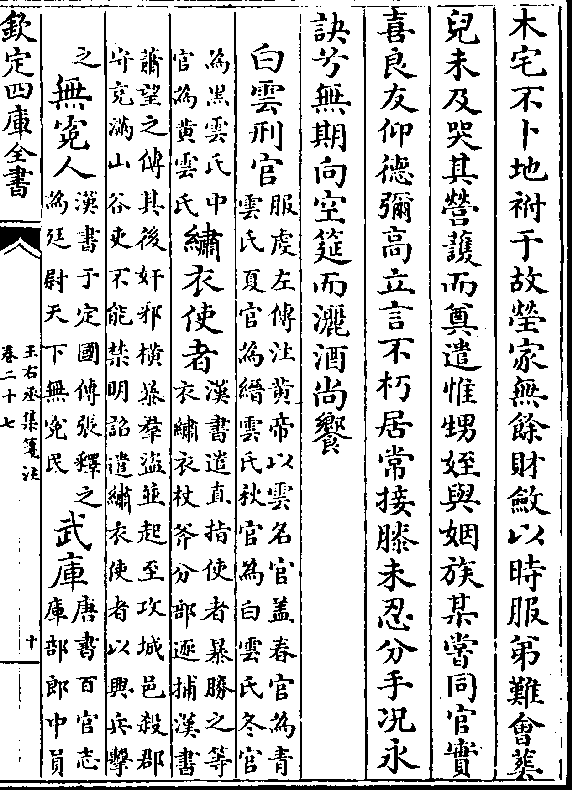 木宅不卜地祔于故塋家無餘財斂以時服弟難會葬
兒未及哭其營護而奠遣惟甥姪與姻族某嘗同官實
喜良友仰德彌高立言不朽居常接膝未忍分手况永
訣兮無期向空筵而灑酒尚饗
白雲刑官
服虔左傳注黄帝以雲名官盖春官為青
雲氏夏官為縉雲氏秋官為白雲氏冬官
為黒雲氏中
官為黄雲氏
繡衣使者
漢書遣直指使者暴勝之等
衣繡衣杖斧分部逐捕漢書
蕭望之傳其後奸邪横暴羣盗並起至攻城邑殺郡
守充滿山谷吏不能禁明詔遣繡衣使者以興兵擊
之
無寃人
漢書于定國傳張釋之
為廷尉天下無寃民
武庫
唐書百官志
庫部郎中員
欽定四庫全書
王右丞集箋注
卷二十七
十